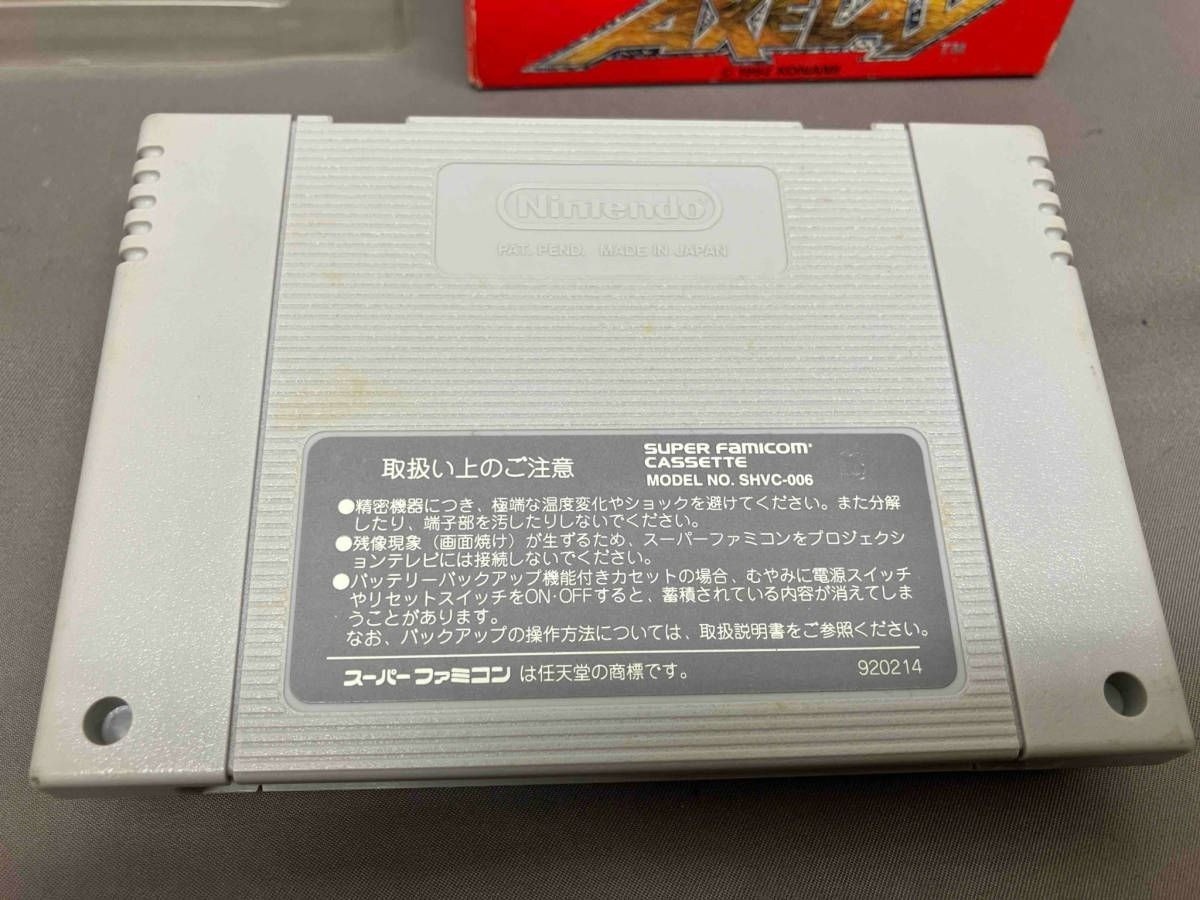 AXELAY
TM
© 1992 KONAMI
Nintendo
PAT. PEND. MADE IN JAPAN
取扱い上のご注意
SUPER FAMICOM
CASSETTE
MODEL NO. SHVC-006
●精密機器につき、極端な温度変化やショックを避けてください。また分解
したり、端子部を汚したりしないでください。
●残像現象（画面焼け）が生ずるため、スーパーファミコンをプロジェクシ
ョンテレビには接続しないでください。
●バッテリーバックアップ機能付きカセットの場合、むやみに電源スイッチ
やリセットスイッチをON·OFFすると、蓄積されている内容が消えてしま
うことがあります。
なお、バックアップの操作方法については、取扱説明書をご参照ください。
スーパーファミコン は任天堂の商標です。
920214